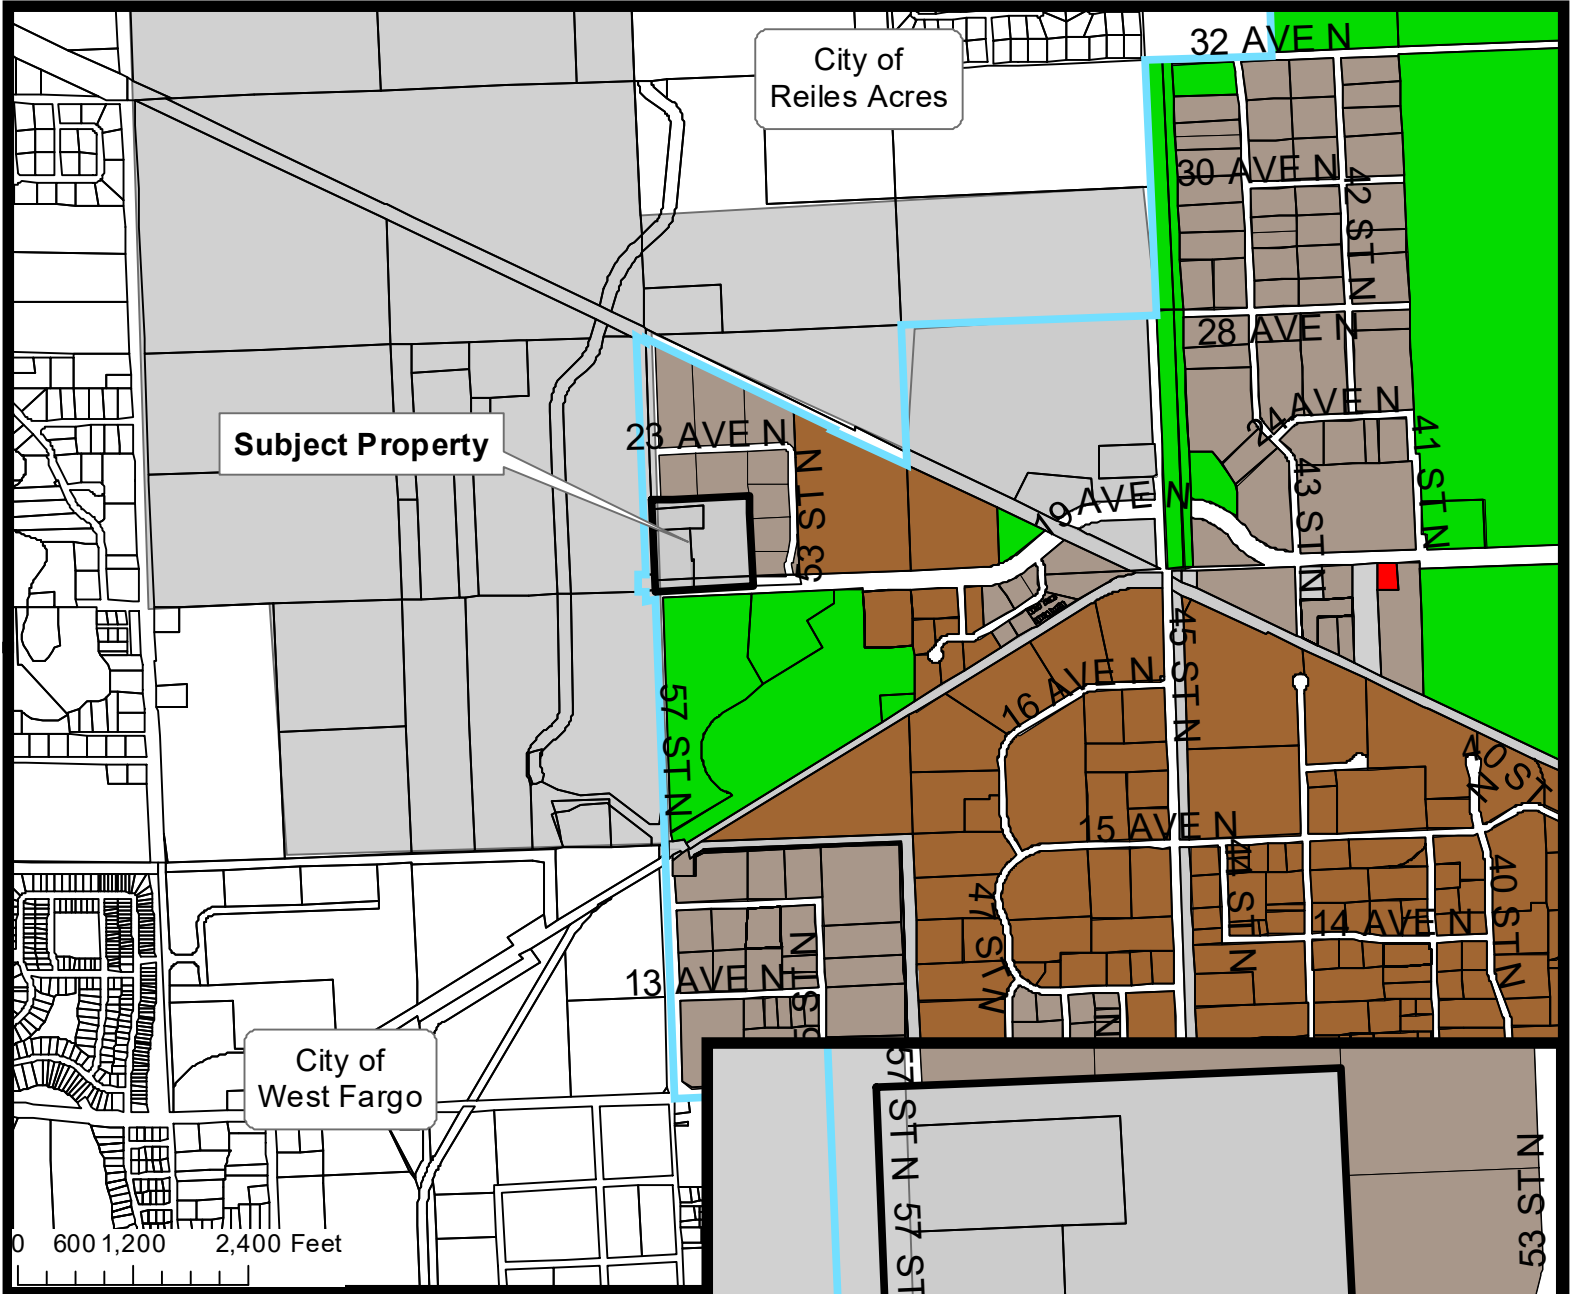 32 AVE N
City of
Reiles Acres
30 AVE N
42 ST N
28 AVE N
24 AVE N
41 ST N
23 AVE N
Subject Property
53 ST N
19 AVE N
43 ST N
45 ST N
16 AVE N
57 ST N
40 ST N
15 AVE N
44 ST N
40 ST N
14 AVE N
47 ST N
13 AVE N
City of
West Fargo
57 ST N
57 ST
53 ST N
0 600 1,200 2,400 Feet